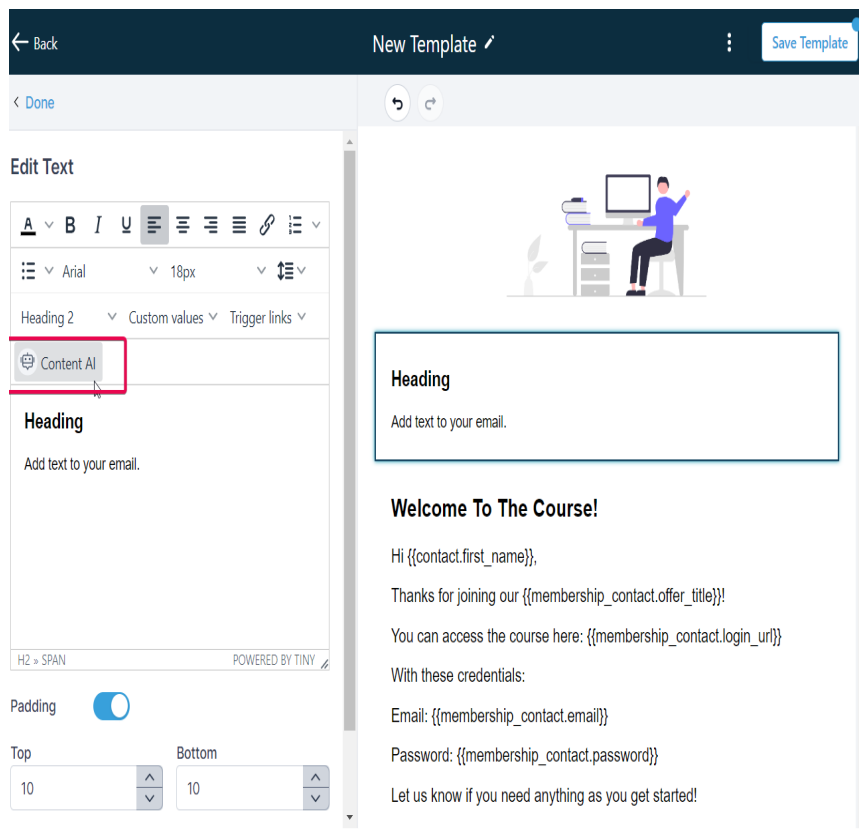 Back
New Template
Save Template
Done
Edit Text
A B I U
Arial
18px
Heading 2
Custom values
Trigger links
Content AI
Heading
Add text to your email.
H2 » SPAN
POWERED BY TINY
Padding
Top
Bottom
10
10
Heading
Add text to your email.
Welcome To The Course!
Hi {{contact.first_name}},
Thanks for joining our {{membership_contact.offer_title}}!
You can access the course here: {{membership_contact.login_url}}
With these credentials:
Email: {{membership_contact.email}}
Password: {{membership_contact.password}}
Let us know if you need anything as you get started!